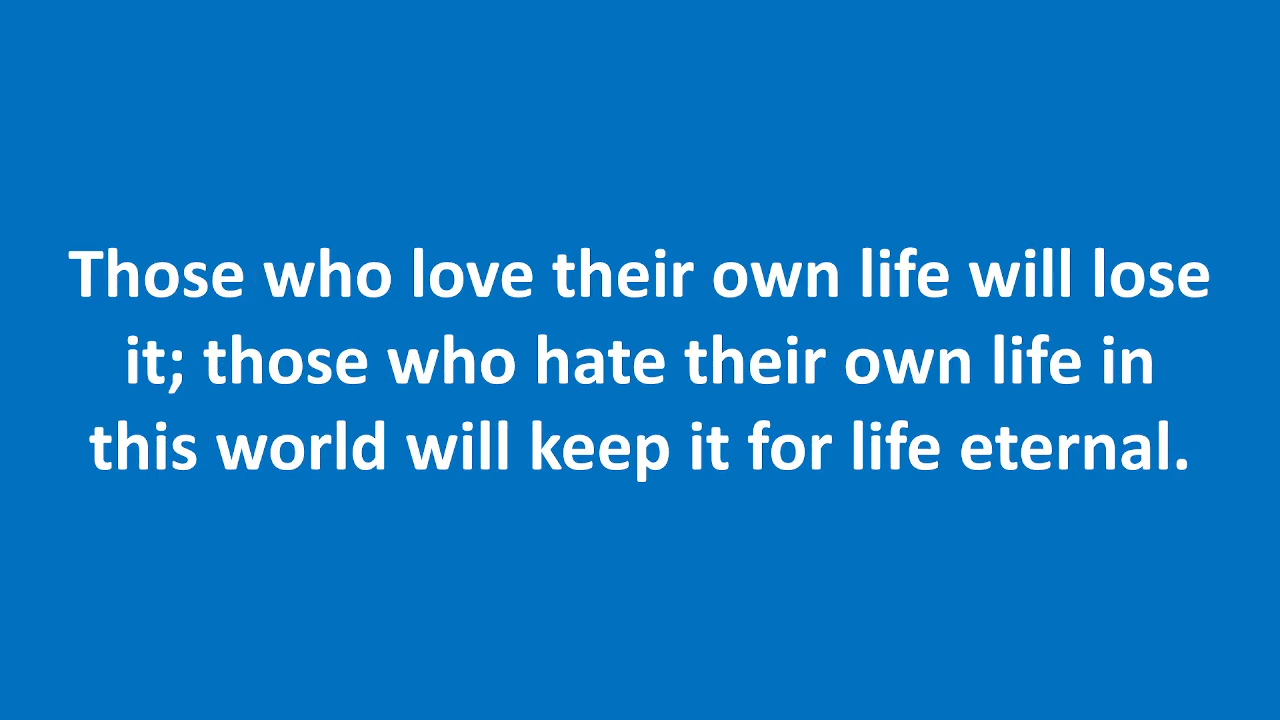 Those who love their own life will lose
it; those who hate their own life in
this world will keep it for life eternal.